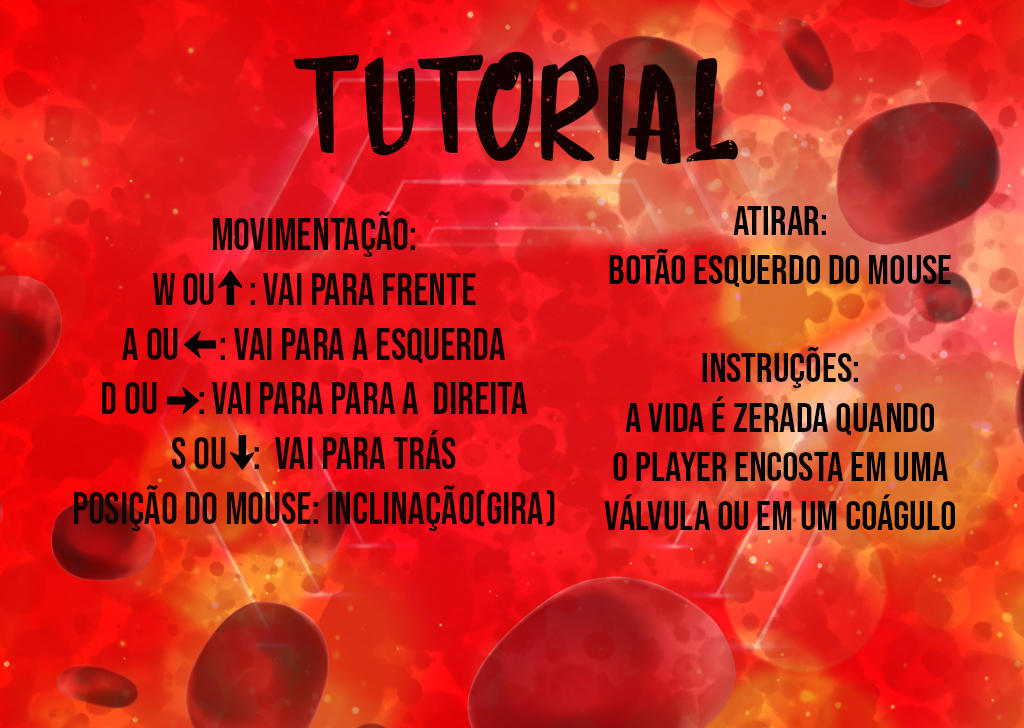 TUTORIAL
MOVIMENTAÇÃO:
W OU ↑ : VAI PARA FRENTE
A OU ←: VAI PARA A ESQUERDA
D OU →: VAI PARA PARA A DIREITA
S OU ↓: VAI PARA TRÁS
POSIÇÃO DO MOUSE: INCLINAÇÃO(GIRA)
ATIRAR:
BOTÃO ESQUERDO DO MOUSE
INSTRUÇÕES:
A VIDA É ZERADA QUANDO
O PLAYER ENCOSTA EM UMA
VÁLVULA OU EM UM COÁGULO